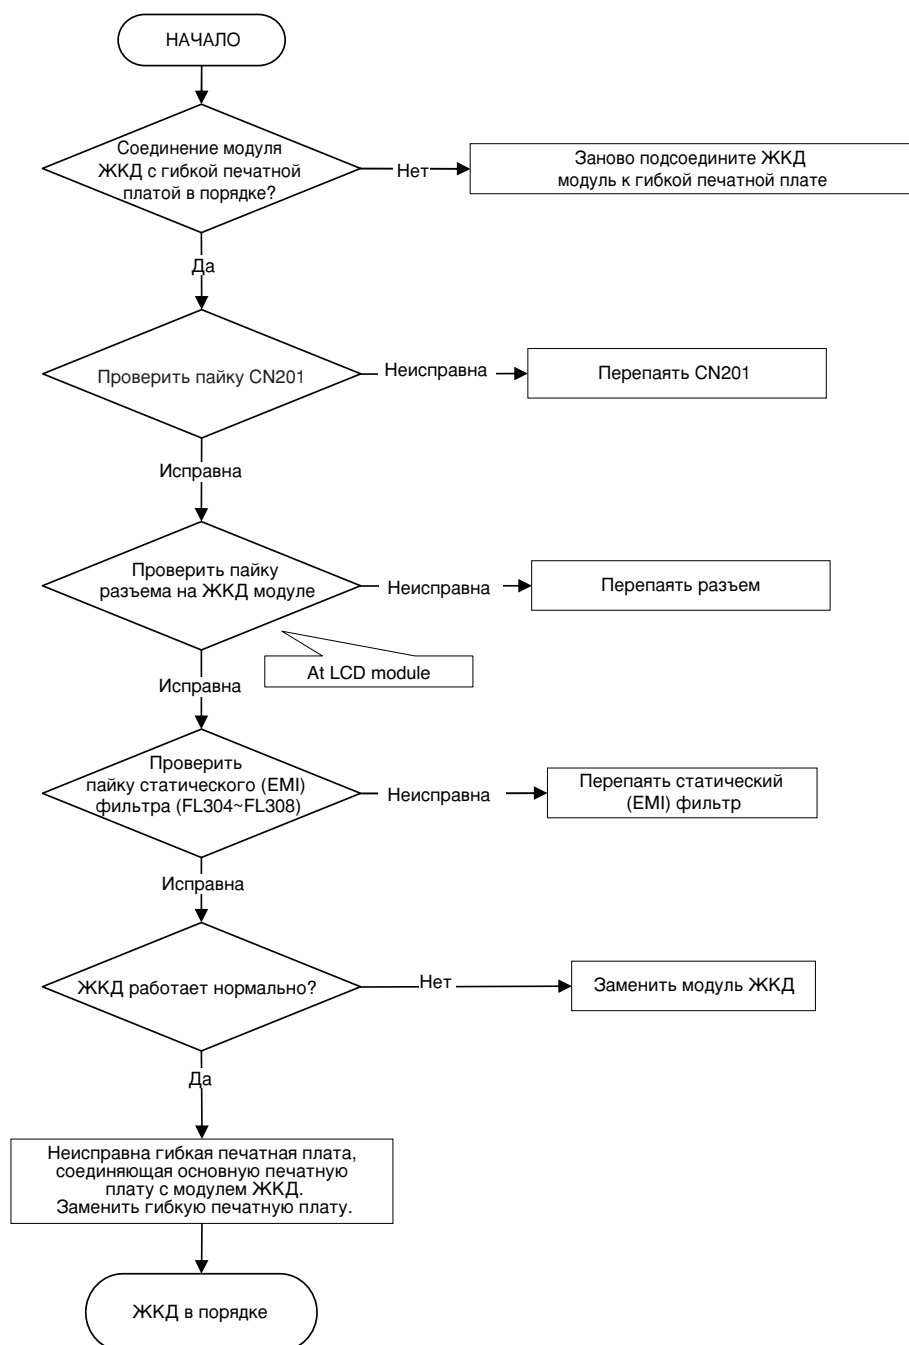 НАЧАЛО
Соединение модуля
ЖКД с гибкой печатной
платой в порядке?
Нет
Заново подсоедините ЖКД
модуль к гибкой печатной плате
Да
Проверить пайку CN201
Неисправна
Перепаять CN201
Исправна
Проверить пайку
разъема на ЖКД модуле
Неисправна
Перепаять разъем
At LCD module
Исправна
Проверить
пайку статического (EMI)
фильтра (FL304~FL308)
Неисправна
Перепаять статический
(EMI) фильтр
Исправна
ЖКД работает нормально?
Нет
Заменить модуль ЖКД
Да
Неисправна гибкая печатная плата,
соединяющая основную печатную
плату с модулем ЖКД.
Заменить гибкую печатную плату.
ЖКД в порядке